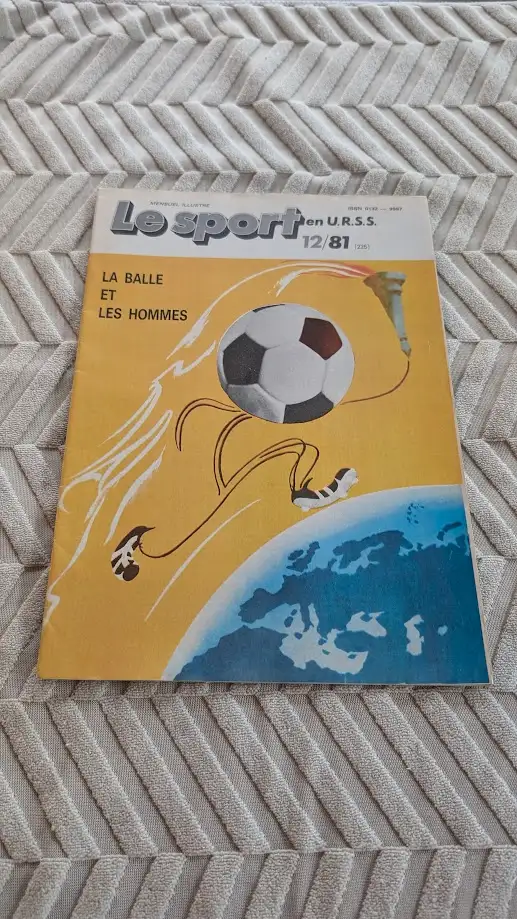 MENSUEL ILLUSTRÉ
Le sport en U.R.S.S.
12/81
LA BALLE
ET
LES HOMMES